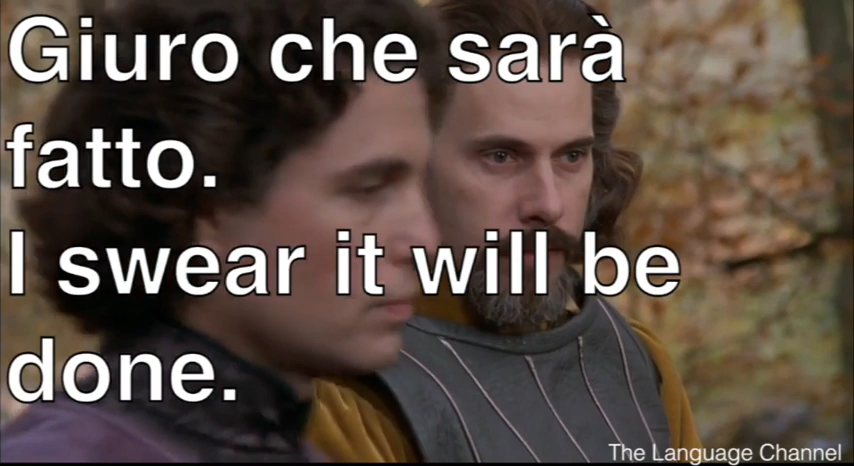 Giuro che sarà
fatto.
I swear it will be
done.
The Language Channel